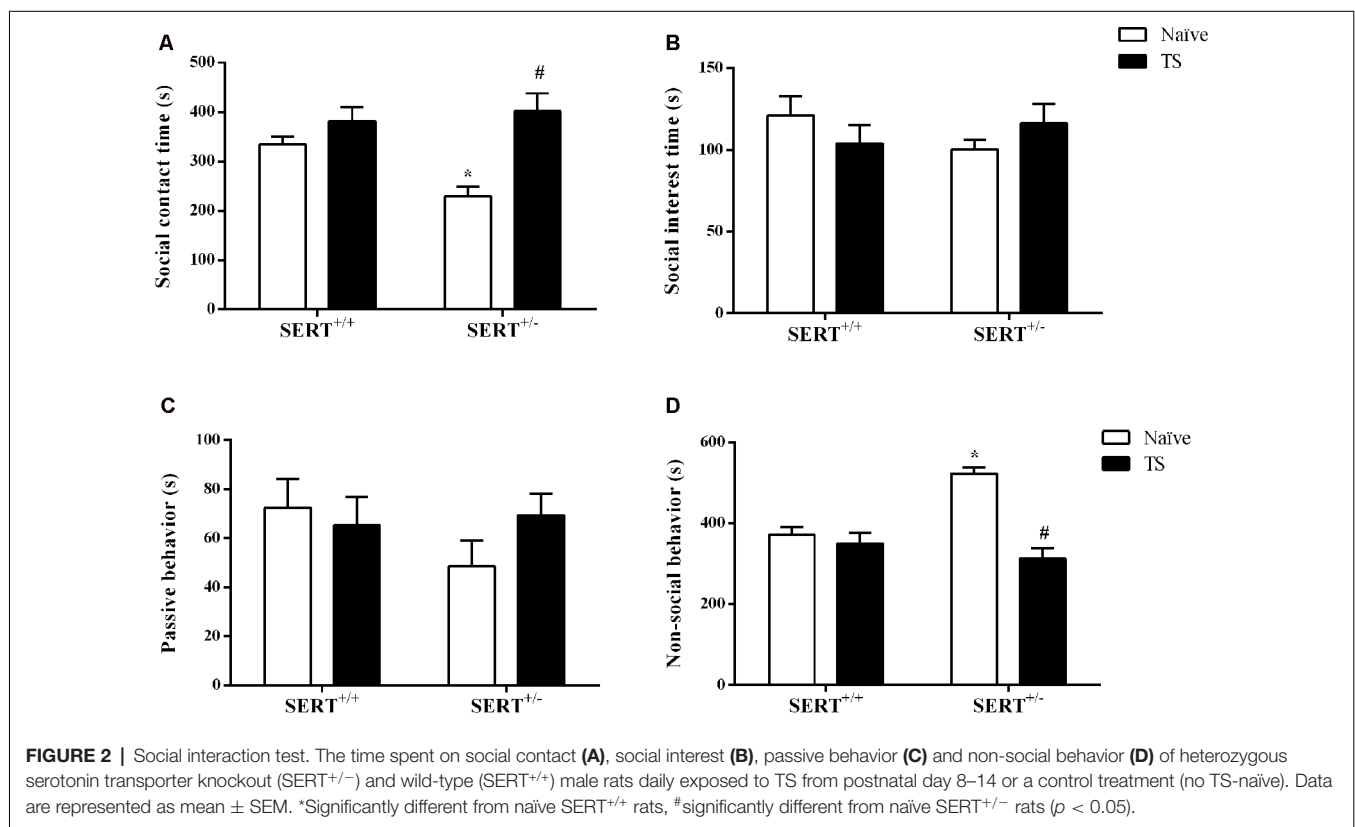 A
Social contact time (s)
500
400
300
200
100
0
#
*
SERT+/+
SERT+/-
B
Social interest time (s)
150
100
50
0
SERT+/+
SERT+/-
Naïve
TS
C
Passive behavior (s)
100
80
60
40
20
0
SERT+/+
SERT+/-
D
Non-social behavior (s)
600
400
200
0
*
#
SERT+/+
SERT+/-
Naïve
TS
FIGURE 2 | Social interaction test. The time spent on social contact (A), social interest (B), passive behavior (C) and non-social behavior (D) of heterozygous
serotonin transporter knockout (SERT+/−) and wild-type (SERT+/+) male rats daily exposed to TS from postnatal day 8–14 or a control treatment (no TS-naïve). Data
are represented as mean ± SEM. *Significantly different from naïve SERT+/+ rats, #significantly different from naïve SERT+/− rats (p < 0.05).